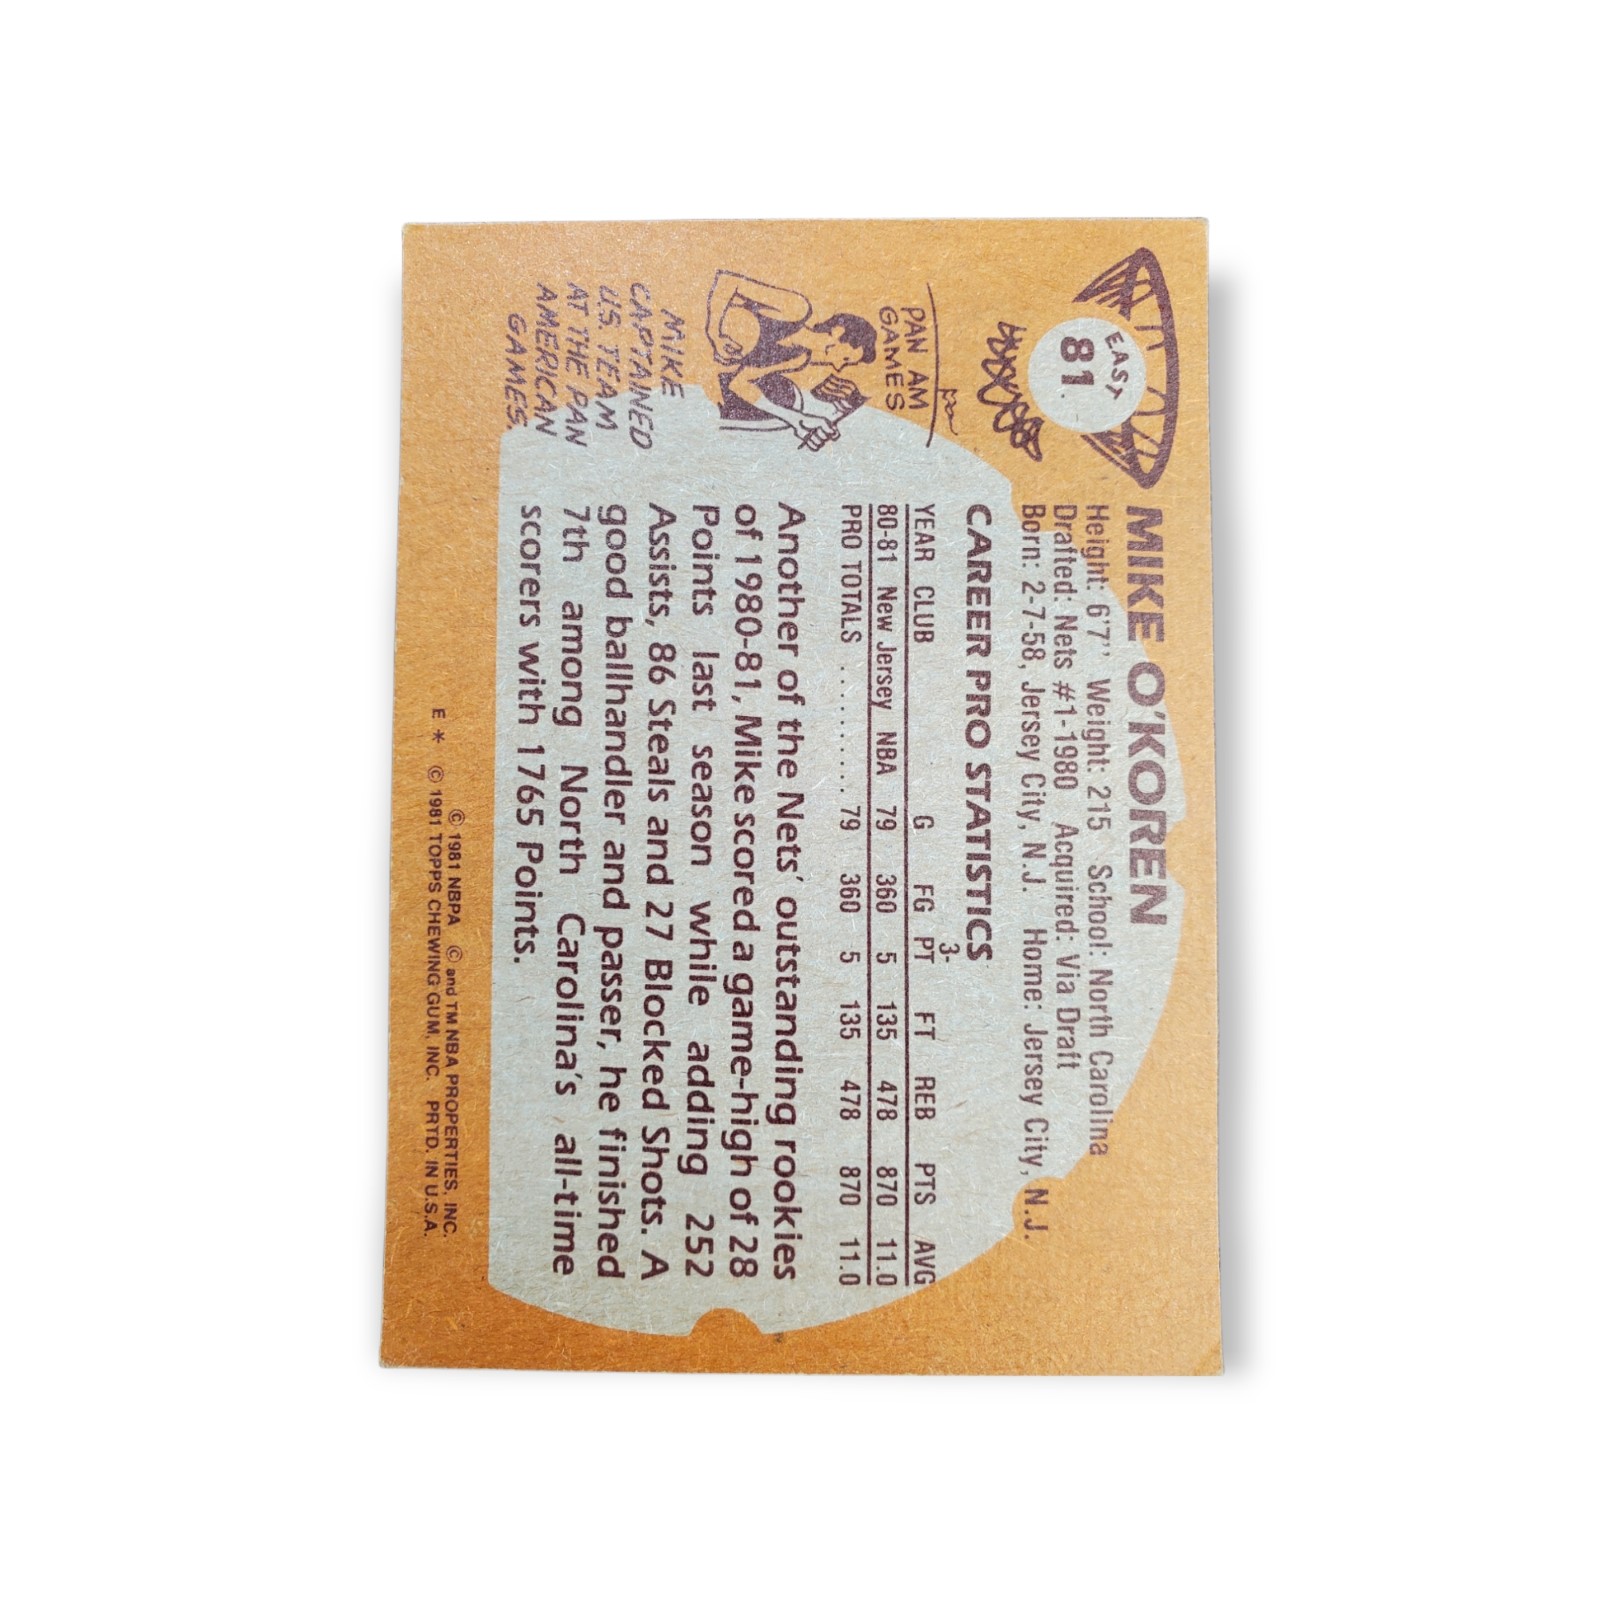 EAST
81
MIKE O'KOREN
Height: 6'7'' Weight: 215 School: North Carolina
Drafted: Nets #1-1980 Acquired: Via Draft
Born: 2-7-58, Jersey City, N.J. Home: Jersey City, N.J.
CAREER PRO STATISTICS
3-
YEAR CLUB G FG PT FT REB PTS AVG
80-81 New Jersey NBA 79 360 5 135 478 870 11.0
PRO TOTALS . . . . . . . . . . 79 360 5 135 478 870 11.0
Another of the Nets' outstanding rookies
of 1980-81, Mike scored a game-high of 28
Points last season while adding 252
Assists, 86 Steals and 27 Blocked Shots. A
good ballhandler and passer, he finished
7th among North Carolina's all-time
scorers with 1765 Points.
PAN AM
GAMES
MIKE
CAPTAINED
U.S. TEAM
AT THE PAN
AMERICAN
GAMES.
© 1981 NBPA © and TM NBA PROPERTIES, INC.
E * © 1981 TOPPS CHEWING GUM, INC. PRTD. IN U.S.A.